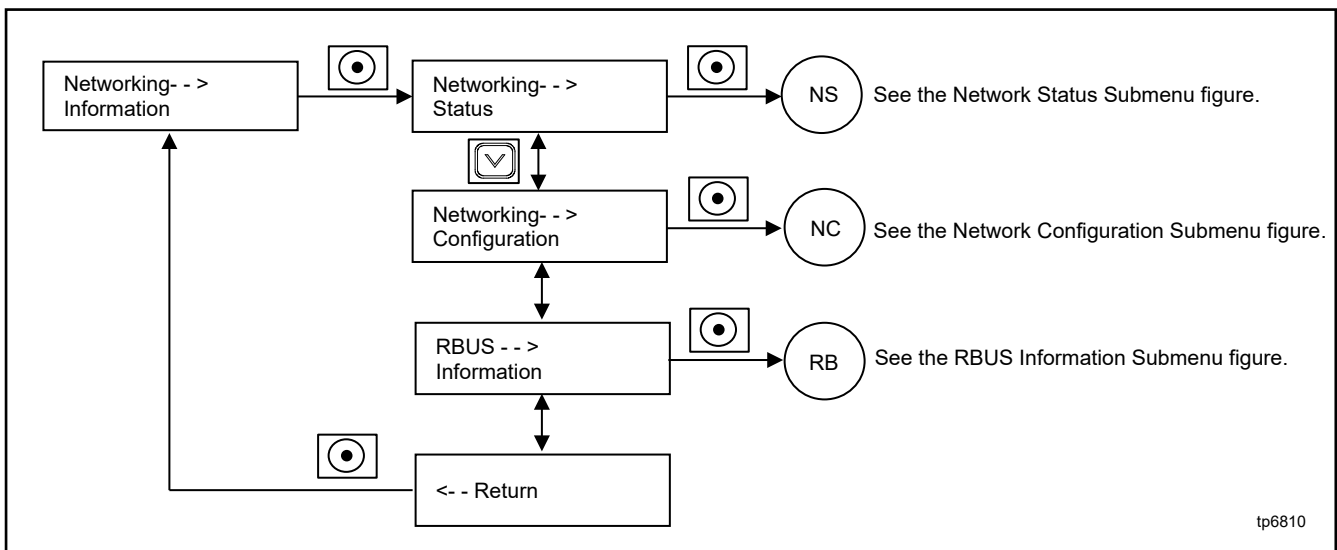 Networking- - >
Information
Networking- - >
Status
NS
See the Network Status Submenu figure.
Networking- - >
Configuration
NC
See the Network Configuration Submenu figure.
RBUS - - >
Information
RB
See the RBUS Information Submenu figure.
<- - Return
tp6810